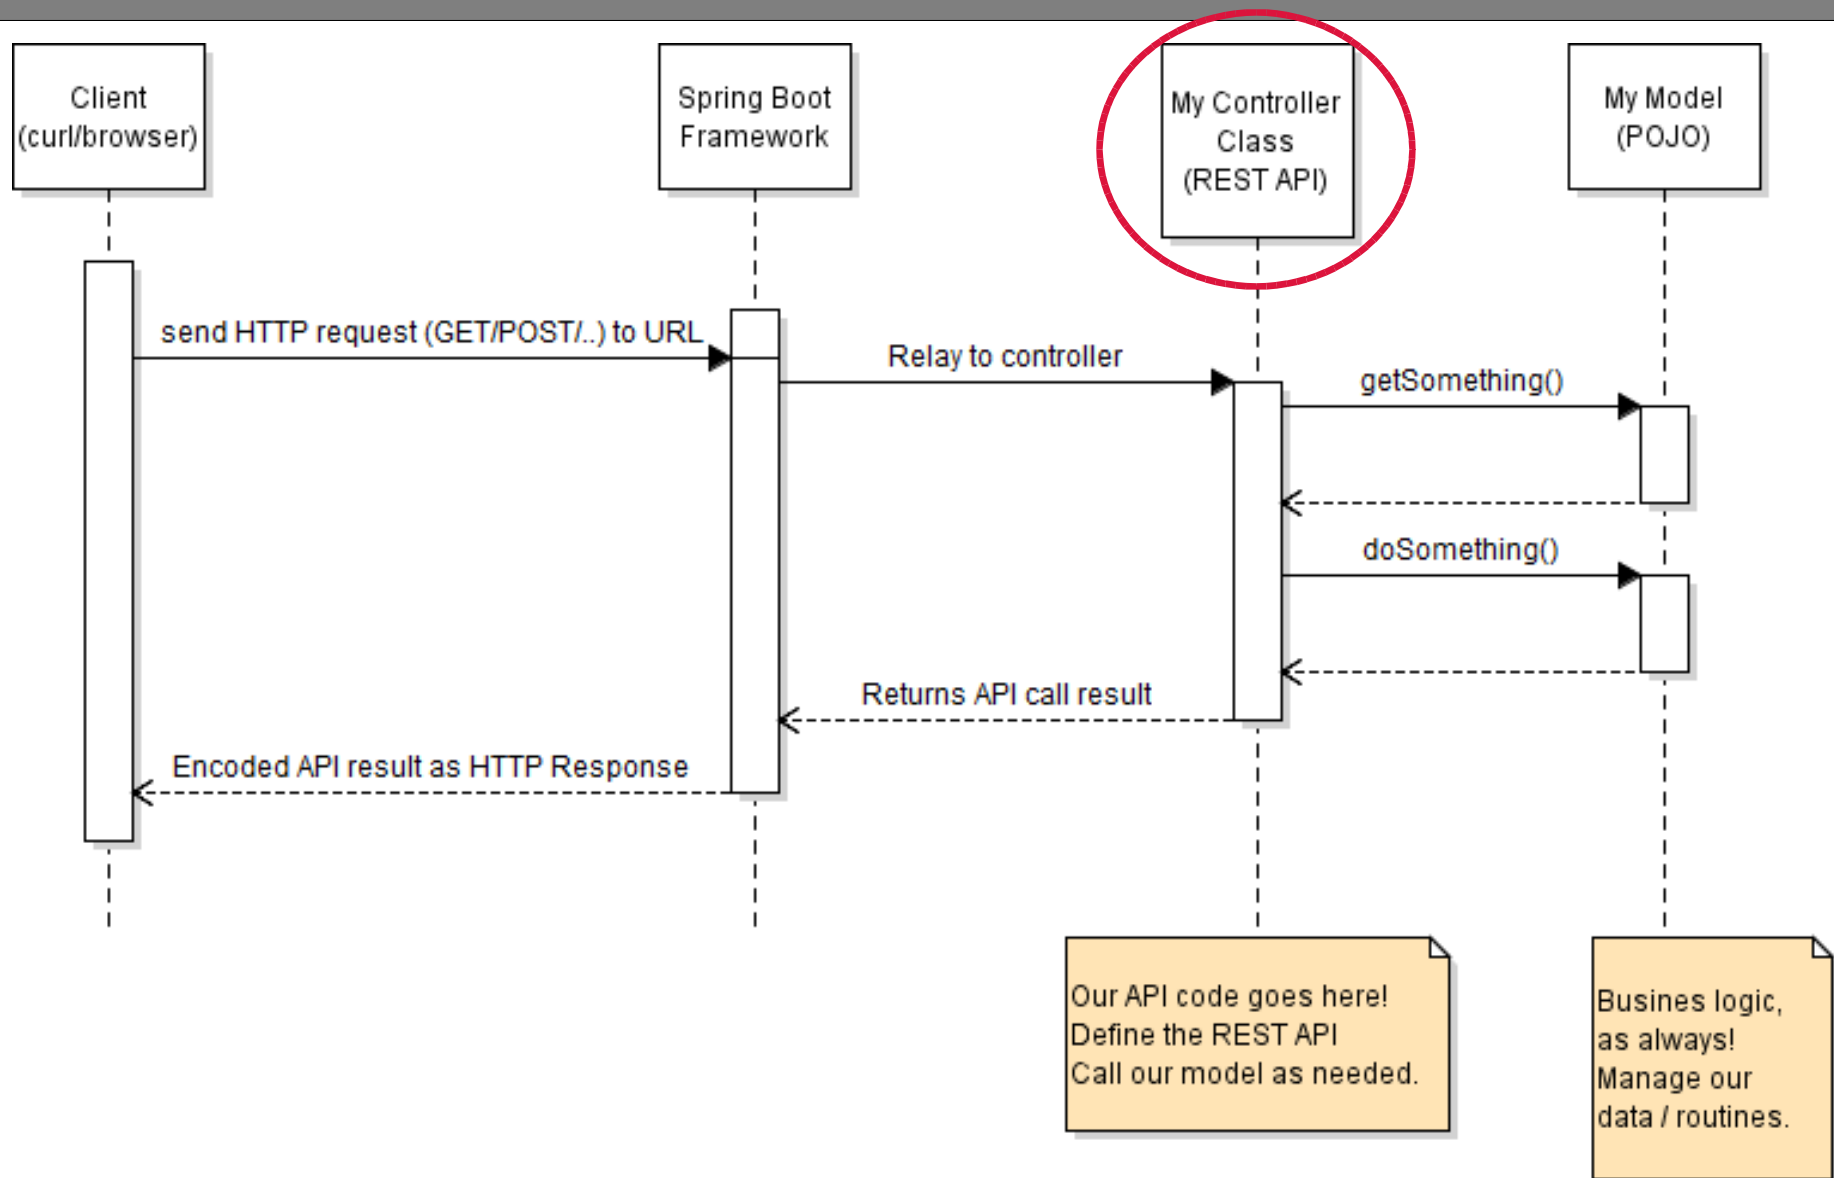 Client
(curl/browser)
Spring Boot
Framework
My Controller
Class
(REST API)
My Model
(POJO)
send HTTP request (GET/POST/..) to URL
Relay to controller
getSomething()
doSomething()
Returns API call result
Encoded API result as HTTP Response
Our API code goes here!
Define the REST API
Call our model as needed.
Busines logic,
as always!
Manage our
data / routines.